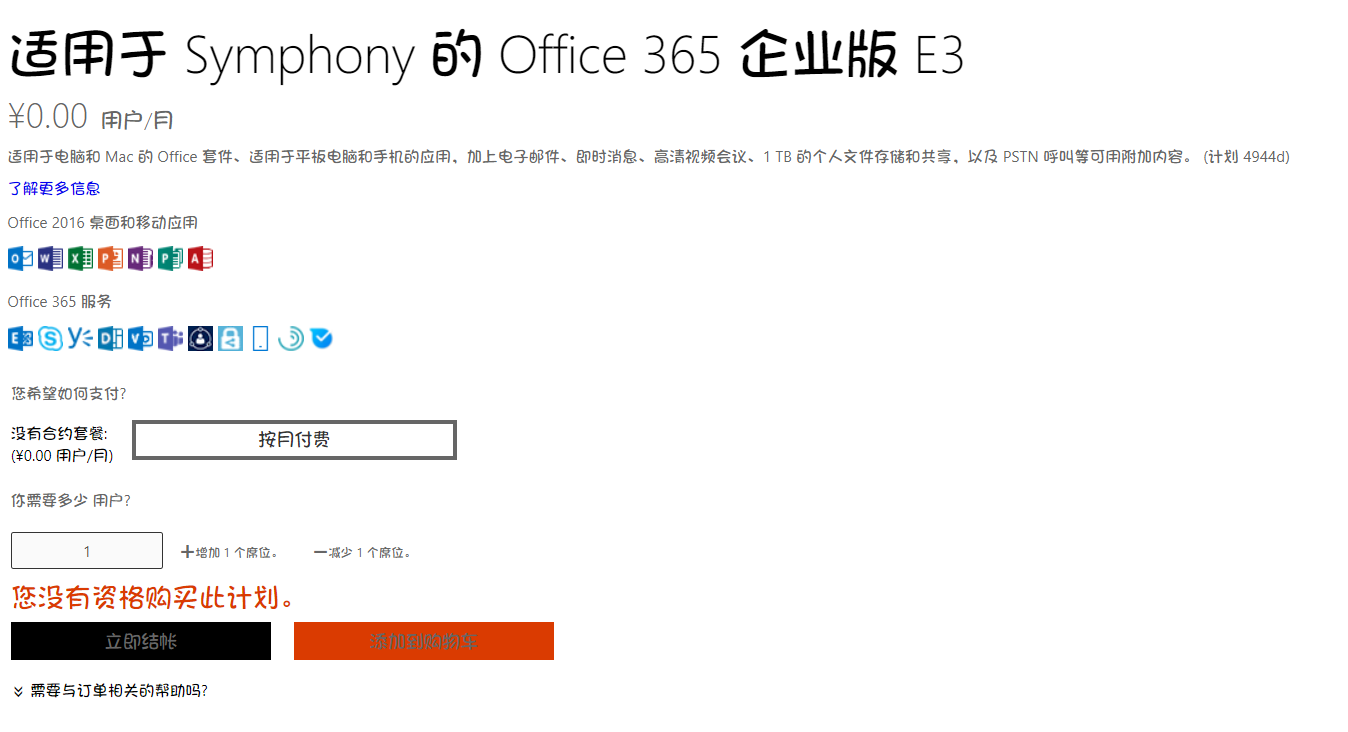 适用于 Symphony 的 Office 365 企业版 E3
¥0.00 用户/月
适用于电脑和 Mac 的 Office 套件、适用于平板电脑和手机的应用，加上电子邮件、即时消息、高清视频会议、1 TB 的个人文件存储和共享，以及 PSTN 呼叫等可用附加内容。 (计划 4944d)
了解更多信息
Office 2016 桌面和移动应用
O W X P N P A
Office 365 服务
E S Y D V T
您希望如何支付?
没有合约套餐:
(¥0.00 用户/月)
按月付费
你需要多少 用户?
1 +增加 1 个席位。 —减少 1 个席位。
您没有资格购买此计划。
立即结帐 添加到购物车
需要与订单相关的帮助吗?